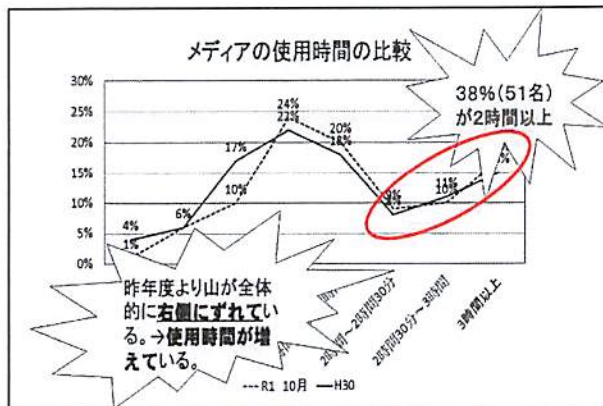 メディアの使用時間の比較
30%
25%
20%
15%
10%
5%
0%
4%
1%
6%
17%
10%
24%
22%
20%
18%
9%
11%
10%
38%(51名)
が2時間以上
昨年度より山が全体
的に右側にずれてい
る。→使用時間が増
えている。
2時間30分～3時間
3時間以上
R1 10月
H30